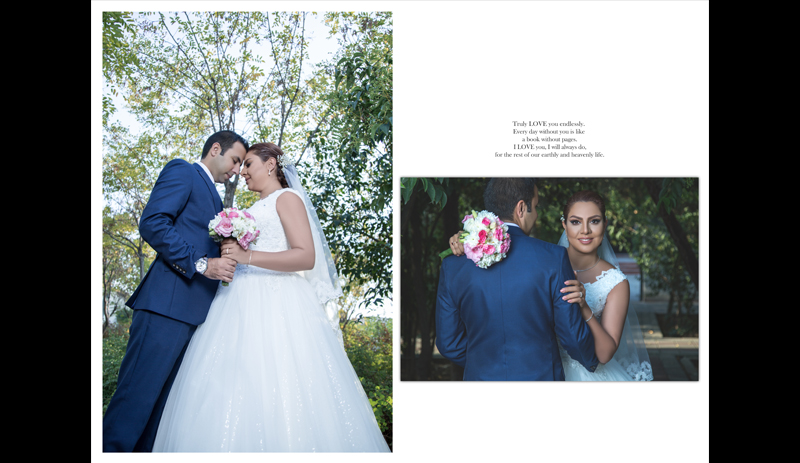 Truly LOVE you endlessly.
Every day without you is like
a book without pages.
I LOVE you, I will always do,
for the rest of our earthly and heavenly life.